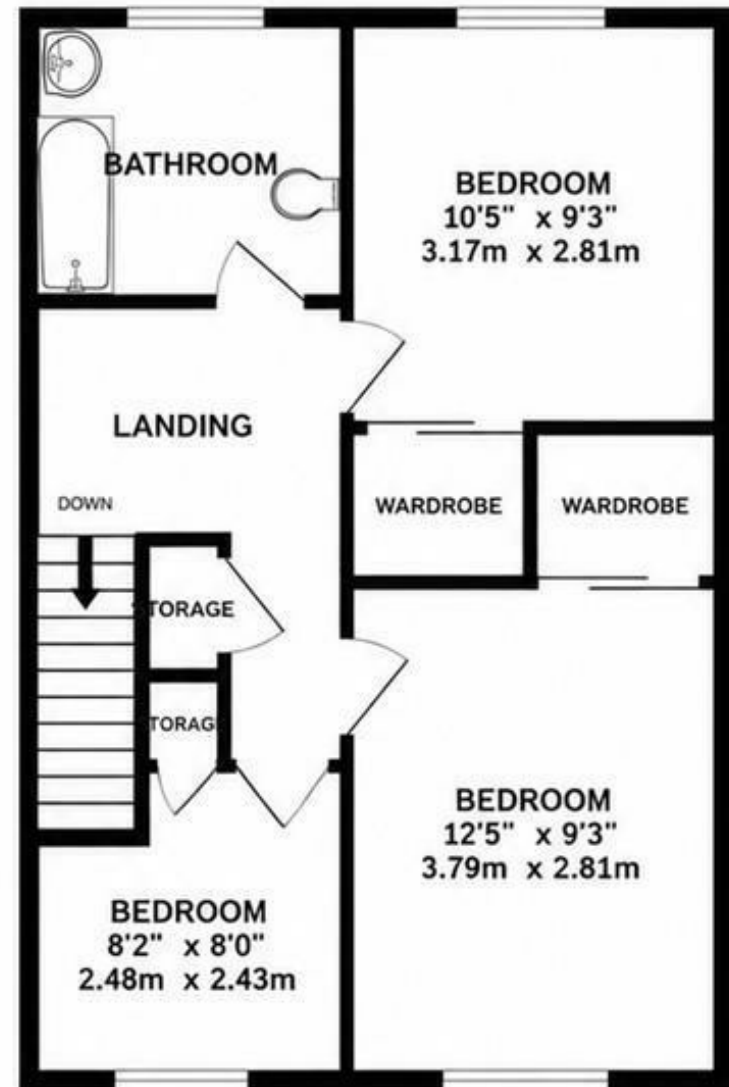 BATHROOM
BEDROOM
10'5" x 9'3"
3.17m x 2.81m
LANDING
DOWN
WARDROBE
WARDROBE
STORAGE
STORAGE
BEDROOM
12'5" x 9'3"
3.79m x 2.81m
BEDROOM
8'2" x 8'0"
2.48m x 2.43m